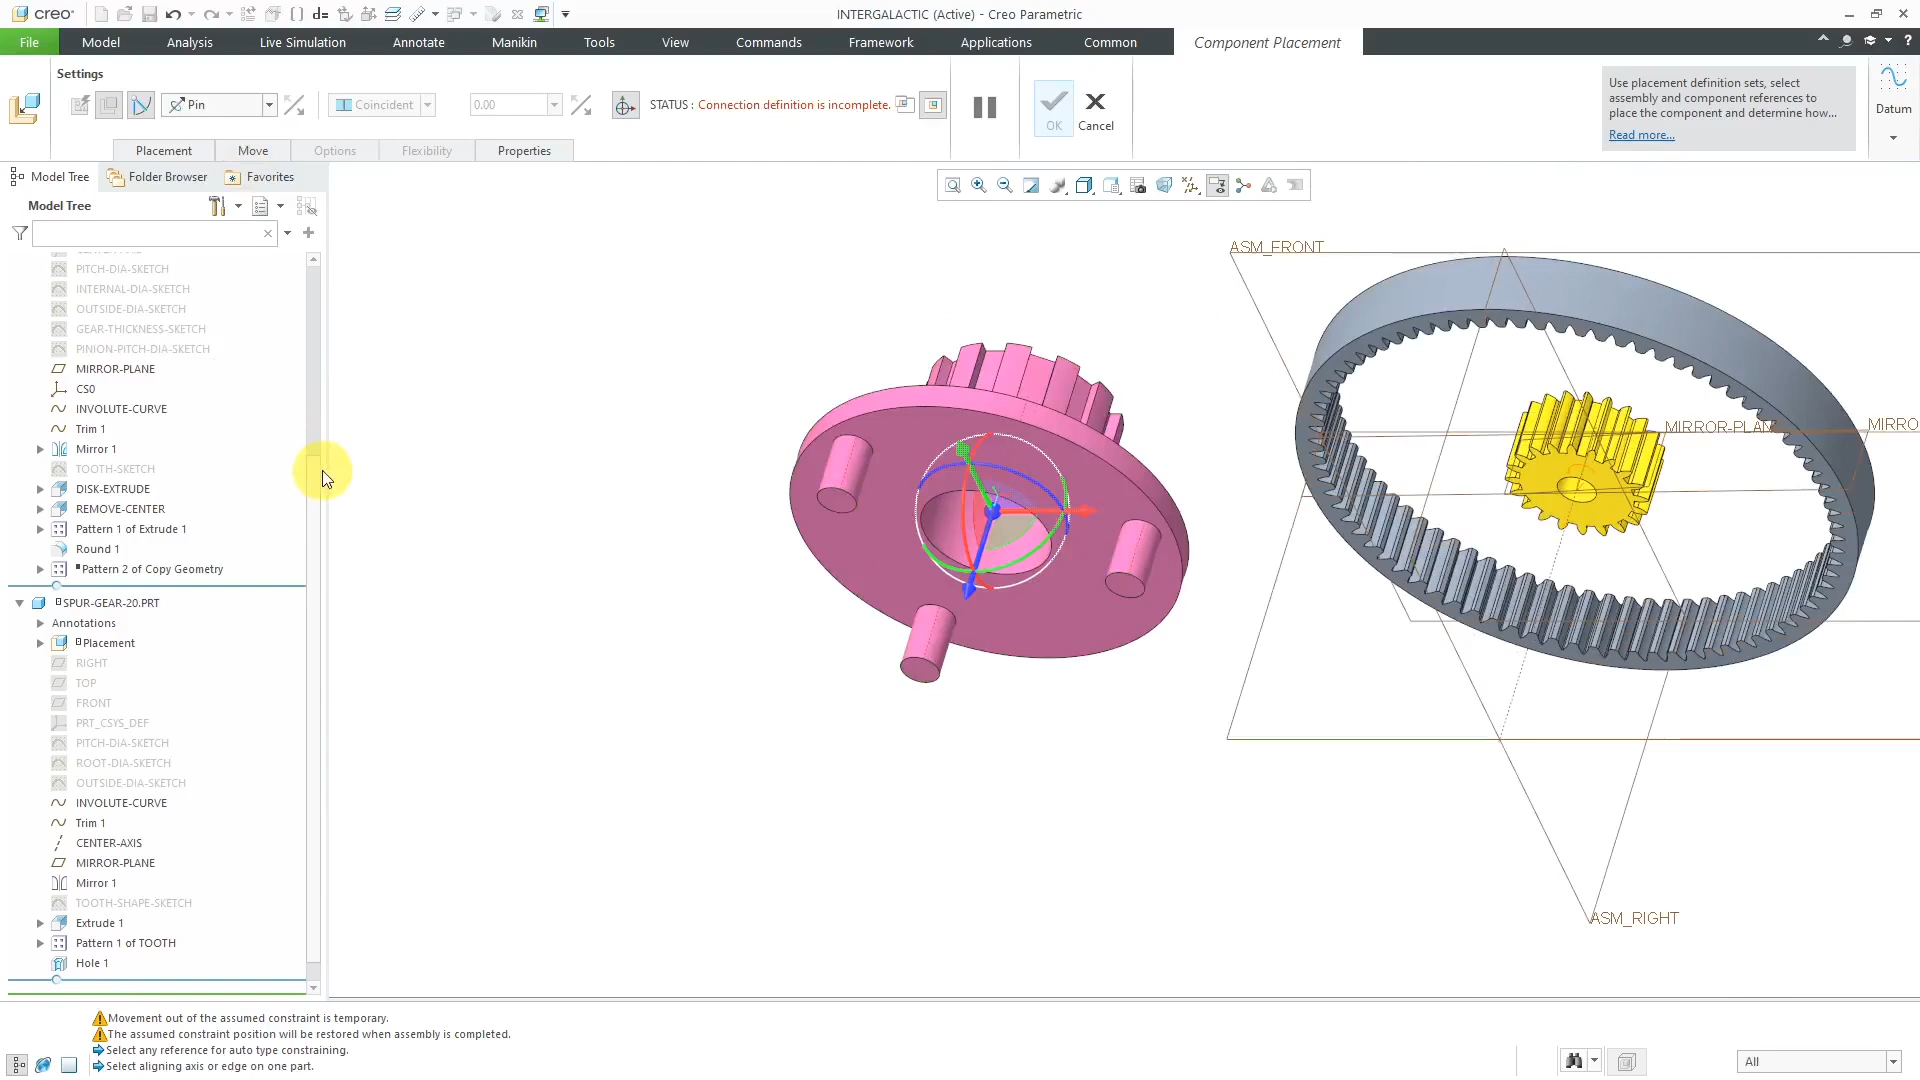 creo
INTERGALACTIC (Active) - Creo Parametric
File
Model
Analysis
Live Simulation
Annotate
Manikin
Tools
View
Commands
Framework
Applications
Common
Component Placement
Settings
Pin
Coincident
0.00
STATUS : Connection definition is incomplete.
OK
Cancel
Use placement definition sets, select
assembly and component references to
place the component and determine how...
Read more...
Datum
Placement
Move
Options
Flexibility
Properties
Model Tree
Folder Browser
Favorites
Model Tree
PITCH-DIA-SKETCH
INTERNAL-DIA-SKETCH
OUTSIDE-DIA-SKETCH
GEAR-THICKNESS-SKETCH
PINION-PITCH-DIA-SKETCH
MIRROR-PLANE
CS0
INVOLUTE-CURVE
Trim 1
Mirror 1
TOOTH-SKETCH
DISK-EXTRUDE
REMOVE-CENTER
Pattern 1 of Extrude 1
Round 1
Pattern 2 of Copy Geometry
SPUR-GEAR-20.PRT
Annotations
Placement
RIGHT
TOP
FRONT
PRT_CSYS_DEF
PITCH-DIA-SKETCH
ROOT-DIA-SKETCH
OUTSIDE-DIA-SKETCH
INVOLUTE-CURVE
Trim 1
CENTER-AXIS
MIRROR-PLANE
Mirror 1
TOOTH-SHAPE-SKETCH
Extrude 1
Pattern 1 of TOOTH
Hole 1
ASM_FRONT
MIRROR-PLAN
MIRRO
ASM_RIGHT
Movement out of the assumed constraint is temporary.
The assumed constraint position will be restored when assembly is completed.
Select any reference for auto type constraining.
Select aligning axis or edge on one part.
All